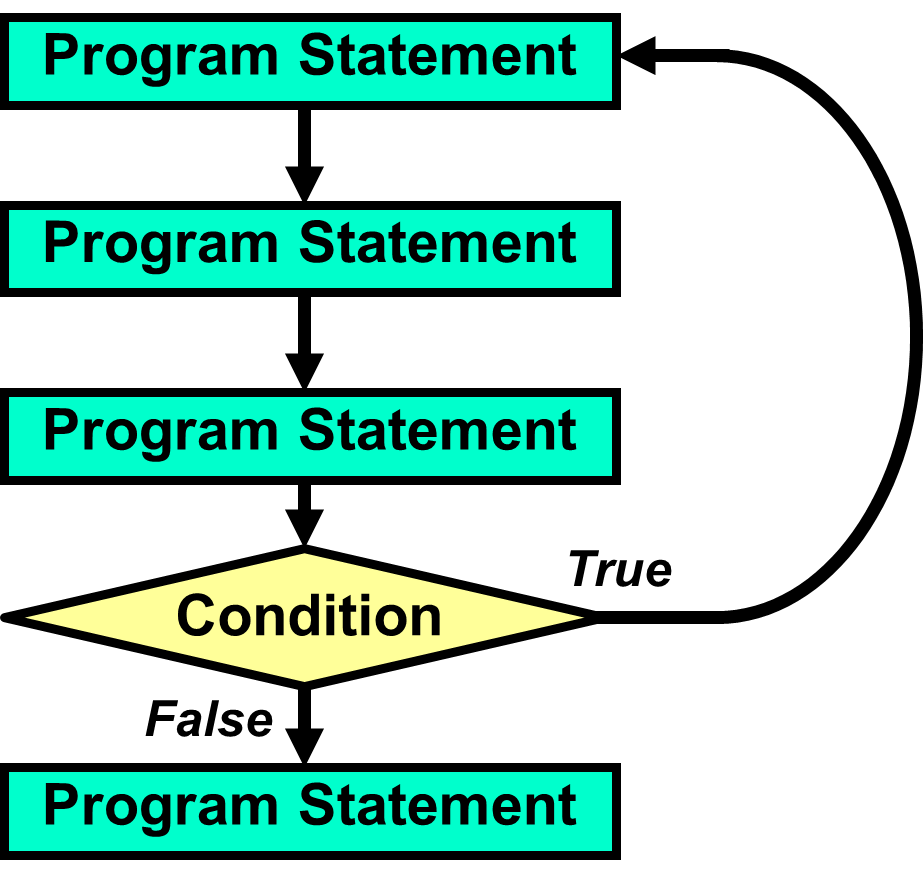 Program Statement
Program Statement
Program Statement
True
Condition
False
Program Statement